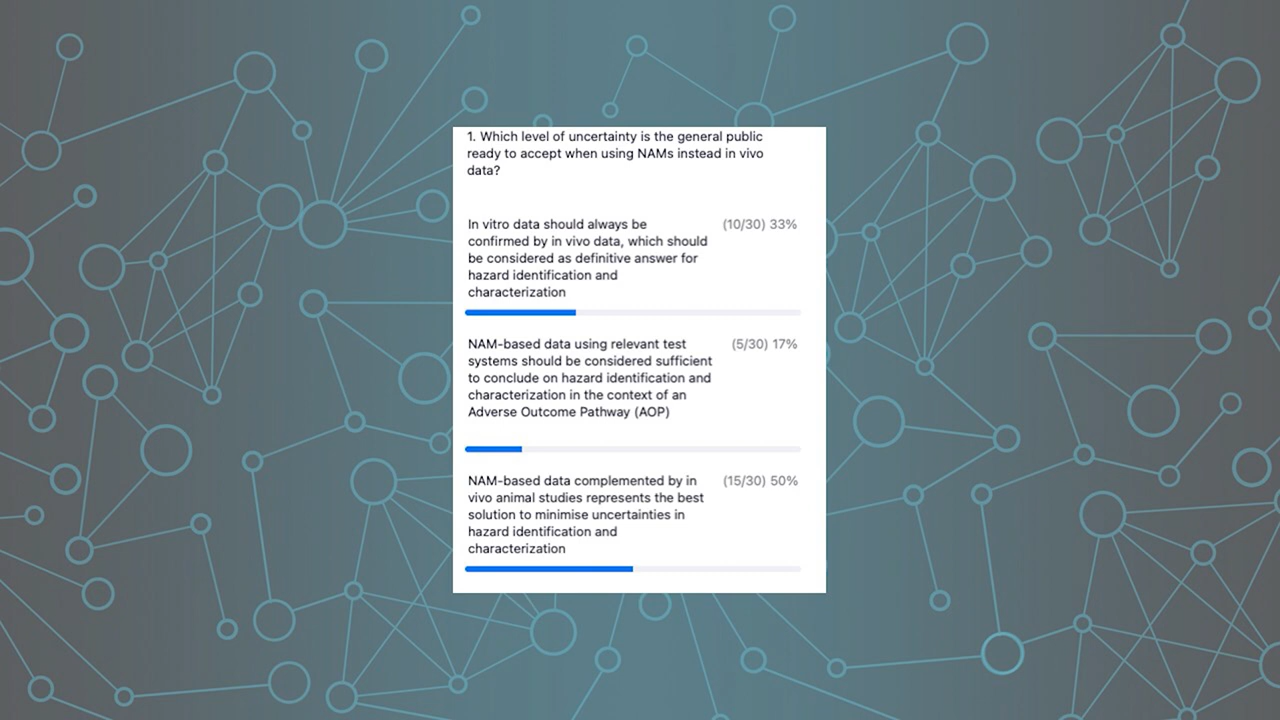 1. Which level of uncertainty is the general public
ready to accept when using NAMs instead in vivo
data?
In vitro data should always be (10/30) 33%
confirmed by in vivo data, which should
be considered as definitive answer for
hazard identification and
characterization
NAM-based data using relevant test (5/30) 17%
systems should be considered sufficient
to conclude on hazard identification and
characterization in the context of an
Adverse Outcome Pathway (AOP)
NAM-based data complemented by in (15/30) 50%
vivo animal studies represents the best
solution to minimise uncertainties in
hazard identification and
characterization